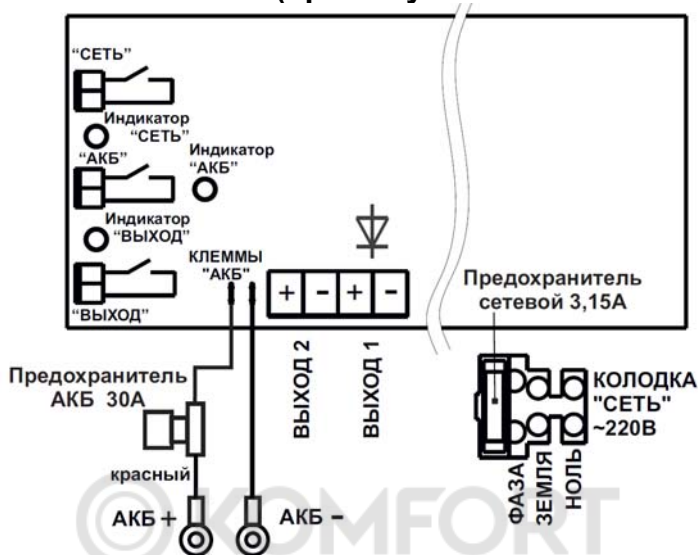 “СЕТЬ”
Индикатор
“СЕТЬ”
“АКБ”
Индикатор
“АКБ”
Индикатор
“ВЫХОД”
“ВЫХОД”
КЛЕММЫ
"АКБ"
+ - + -
ВЫХОД 2
ВЫХОД 1
Предохранитель
сетевой 3,15А
Предохранитель
АКБ 30А
красный
АКБ +
АКБ -
КОЛОДКА
"СЕТЬ"
~220В
ФАЗА
ЗЕМЛЯ
НОЛЬ
KOMFORT